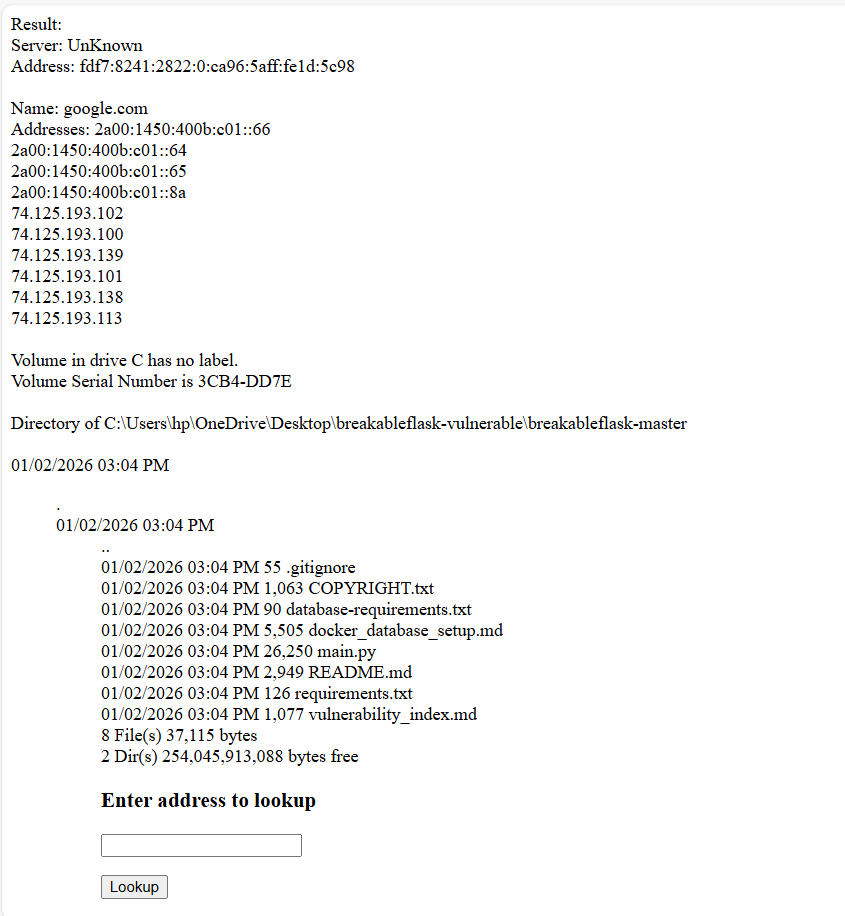 Result:
Server: UnKnown
Address: fdf7:8241:2822:0:ca96:5aff:fe1d:5c98
Name: google.com
Addresses: 2a00:1450:400b:c01::66
2a00:1450:400b:c01::64
2a00:1450:400b:c01::65
2a00:1450:400b:c01::8a
74.125.193.102
74.125.193.100
74.125.193.139
74.125.193.101
74.125.193.138
74.125.193.113
Volume in drive C has no label.
Volume Serial Number is 3CB4-DD7E
Directory of C:\Users\hp\OneDrive\Desktop\breakableflask-vulnerable\breakableflask-master
01/02/2026 03:04 PM
.
01/02/2026 03:04 PM
..
01/02/2026 03:04 PM 55 .gitignore
01/02/2026 03:04 PM 1,063 COPYRIGHT.txt
01/02/2026 03:04 PM 90 database-requirements.txt
01/02/2026 03:04 PM 5,505 docker_database_setup.md
01/02/2026 03:04 PM 26,250 main.py
01/02/2026 03:04 PM 2,949 README.md
01/02/2026 03:04 PM 126 requirements.txt
01/02/2026 03:04 PM 1,077 vulnerability_index.md
8 File(s) 37,115 bytes
2 Dir(s) 254,045,913,088 bytes free
Enter address to lookup
Lookup